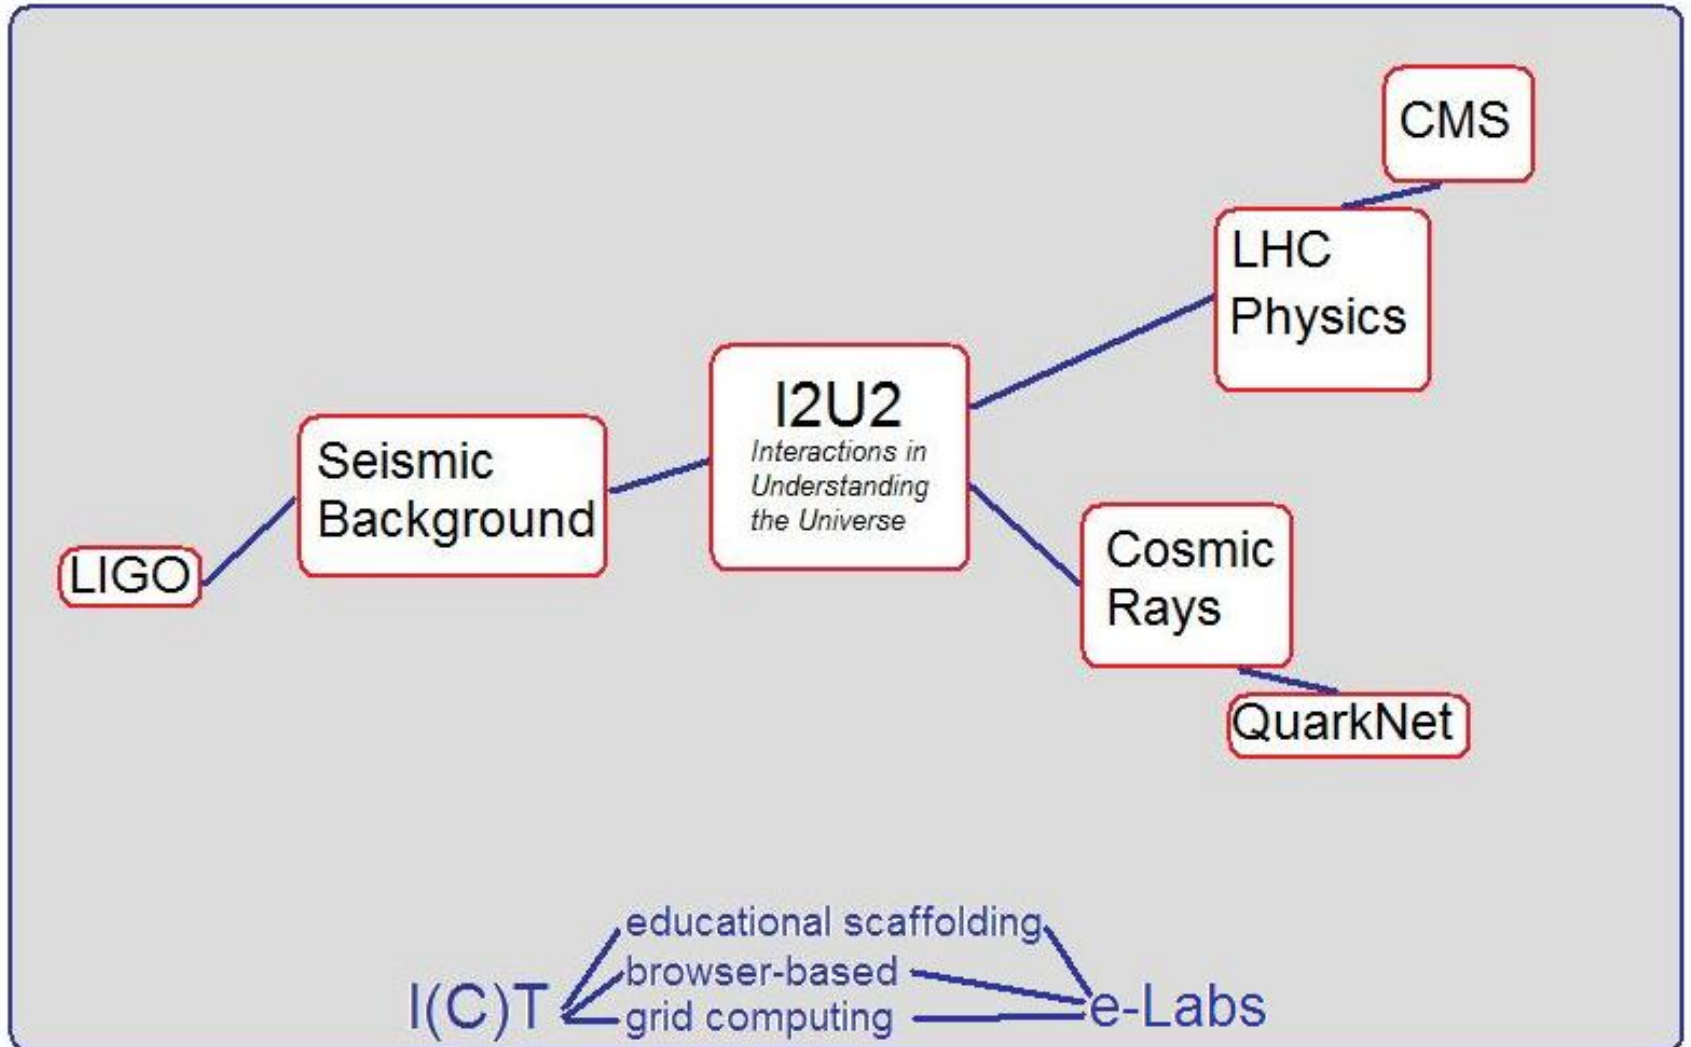 CMS
LHC
Physics
I2U2
Interactions in
Understanding
the Universe
Seismic
Background
LIGO
Cosmic
Rays
QuarkNet
educational scaffolding
browser-based
I(C)T
grid computing
e-Labs